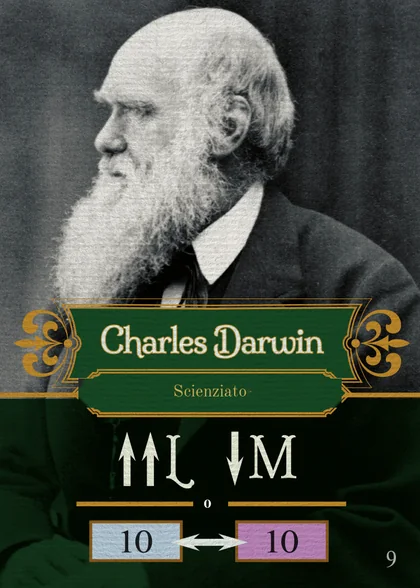 Charles Darwin
Scienziato
↑↑L ↓M
o
10 ↔ 10
9